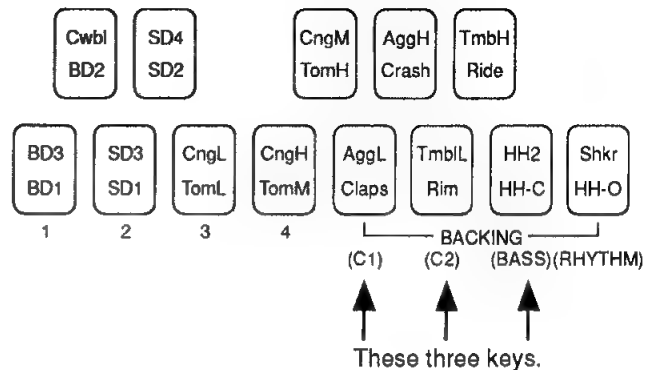 Cwbl SD4 CngM AggH TmbH
BD2 SD2 TomH Crash Ride
BD3 SD3 CngL CngH AggL TmblL HH2 Shkr
BD1 SD1 TomL TomM Claps Rim HH-C HH-O
1 2 3 4
BACKING
(C1) (C2) (BASS)(RHYTHM)
These three keys.